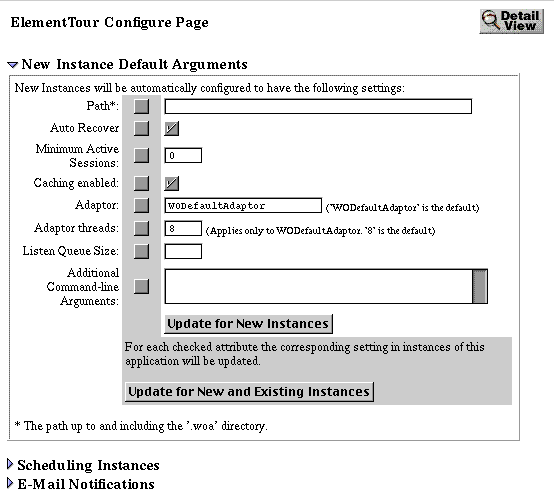 ElementTour Configure Page
Detail
View
New Instance Default Arguments
New Instances will be automatically configured to have the following settings:
Path*:
Auto Recover
Minimum Active
Sessions:
0
Caching enabled:
Adaptor:
WODefaultAdaptor
("WODefaultAdaptor" is the default)
Adaptor threads:
8
(Applies only to WODefaultAdaptor. "8" is the default)
Listen Queue Size:
Additional
Command-line
Arguments:
Update for New Instances
For each checked attribute the corresponding setting in instances of this
application will be updated.
Update for New and Existing Instances
* The path up to and including the '.woa' directory.
Scheduling Instances
E-Mail Notifications